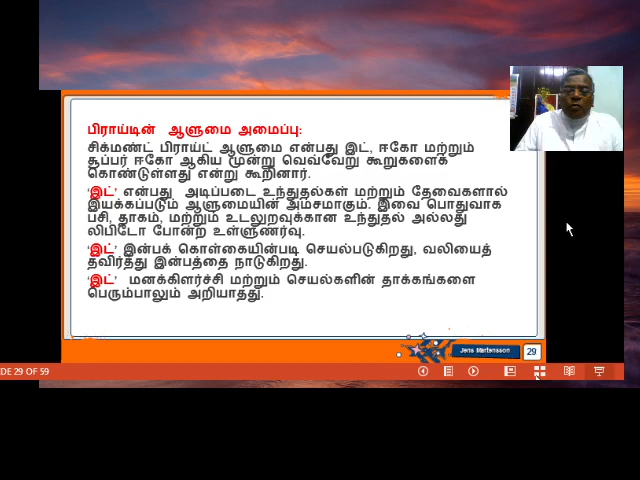 பிராய்டின் ஆளுமை அமைப்பு:
சிக்மண்ட் பிராய்ட் ஆளுமை என்பது இட், ஈகோ மற்றும்
சூப்பர் ஈகோ ஆகிய மூன்று வெவ்வேறு கூறுகளைக்
கொண்டுள்ளது என்று கூறினார்.
'இட்' என்பது அடிப்படை உந்துதல்கள் மற்றும் தேவைகளால்
இயக்கப்படும் ஆளுமையின் அம்சமாகும். இவை பொதுவாக
பசி, தாகம், மற்றும் உடலுறவுக்கான உந்துதல் அல்லது
லிபிடோ போன்ற உள்ளுணர்வு.
'இட்' இன்பக் கொள்கையின்படி செயல்படுகிறது, வலியைத்
தவிர்த்து இன்பத்தை நாடுகிறது.
'இட்' மனக்கிளர்ச்சி மற்றும் செயல்களின் தாக்கங்களை
பெரும்பாலும் அறியாதது.
Jens Martensson
29
DE 29 OF 59